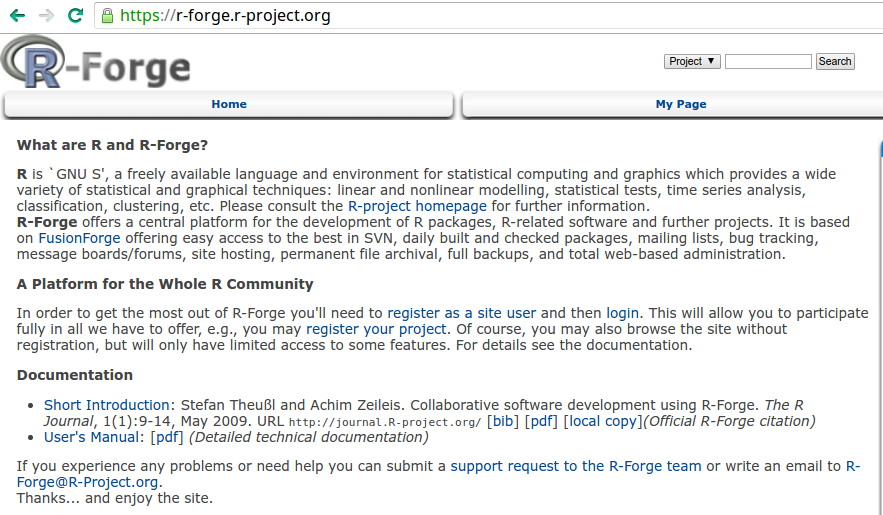 https://r-forge.r-project.org
R-Forge
Project ▼ Search
Home My Page
What are R and R-Forge?
R is `GNU S', a freely available language and environment for statistical computing and graphics which provides a wide
variety of statistical and graphical techniques: linear and nonlinear modelling, statistical tests, time series analysis,
classification, clustering, etc. Please consult the R-project homepage for further information.
R-Forge offers a central platform for the development of R packages, R-related software and further projects. It is based
on FusionForge offering easy access to the best in SVN, daily built and checked packages, mailing lists, bug tracking,
message boards/forums, site hosting, permanent file archival, full backups, and total web-based administration.
A Platform for the Whole R Community
In order to get the most out of R-Forge you'll need to register as a site user and then login. This will allow you to participate
fully in all we have to offer, e.g., you may register your project. Of course, you may also browse the site without
registration, but will only have limited access to some features. For details see the documentation.
Documentation
• Short Introduction: Stefan Theußl and Achim Zeileis. Collaborative software development using R-Forge. The R
Journal, 1(1):9-14, May 2009. URL http://journal.R-project.org/ [bib] [pdf] [local copy](Official R-Forge citation)
• User's Manual: [pdf] (Detailed technical documentation)
If you experience any problems or need help you can submit a support request to the R-Forge team or write an email to R-
Forge@R-Project.org.
Thanks... and enjoy the site.